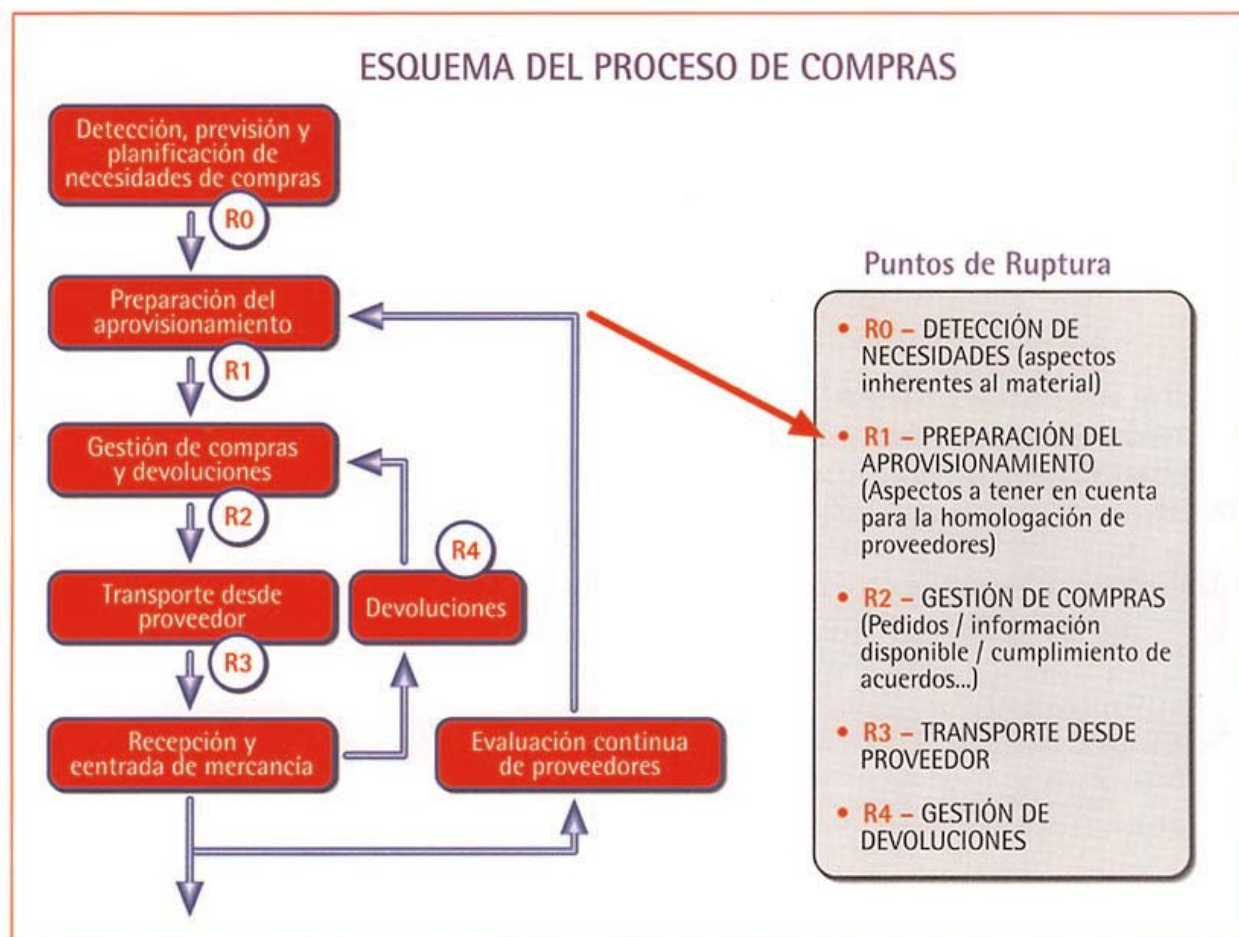 ESQUEMA DEL PROCESO DE COMPRAS
Detección, previsión y
planificación de
necesidades de compras
R0
Preparación del
aprovisionamiento
R1
Gestión de compras
y devoluciones
R2
R4
Transporte desde
proveedor
Devoluciones
R3
Recepción y
eentrada de mercancía
Evaluación continua
de proveedores
Puntos de Ruptura
• R0 – DETECCIÓN DE
NECESIDADES (aspectos
inherentes al material)
• R1 – PREPARACIÓN DEL
APROVISIONAMIENTO
(Aspectos a tener en cuenta
para la homologación de
proveedores)
• R2 – GESTIÓN DE COMPRAS
(Pedidos / información
disponible / cumplimiento de
acuerdos...)
• R3 – TRANSPORTE DESDE
PROVEEDOR
• R4 – GESTIÓN DE
DEVOLUCIONES